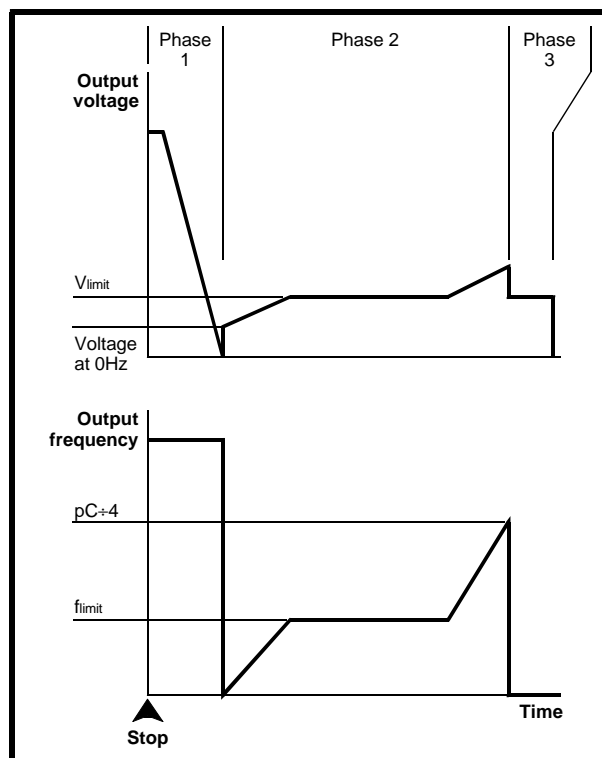 Phase
1
Phase 2
Phase
3
Output
voltage
Vlimit
Voltage
at 0Hz
Output
frequency
pC÷4
flimit
Time
Stop